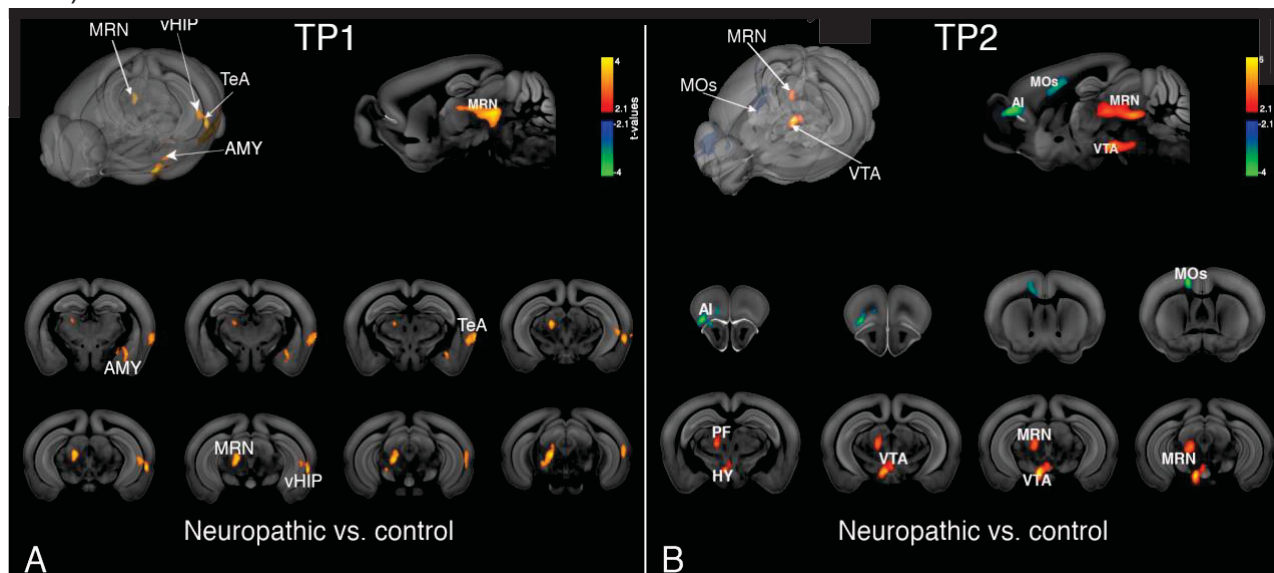 TP1
MRN
vHIP
TeA
AMY
MRN
4
2.1
-2.1
-4
t-values
AMY
TeA
MRN
vHIP
Neuropathic vs. control
A
TP2
MRN
MOs
VTA
MOs
AI
MRN
VTA
2.1
-2.1
-4
AI
MOs
PF
HY
VTA
MRN
VTA
MRN
Neuropathic vs. control
B